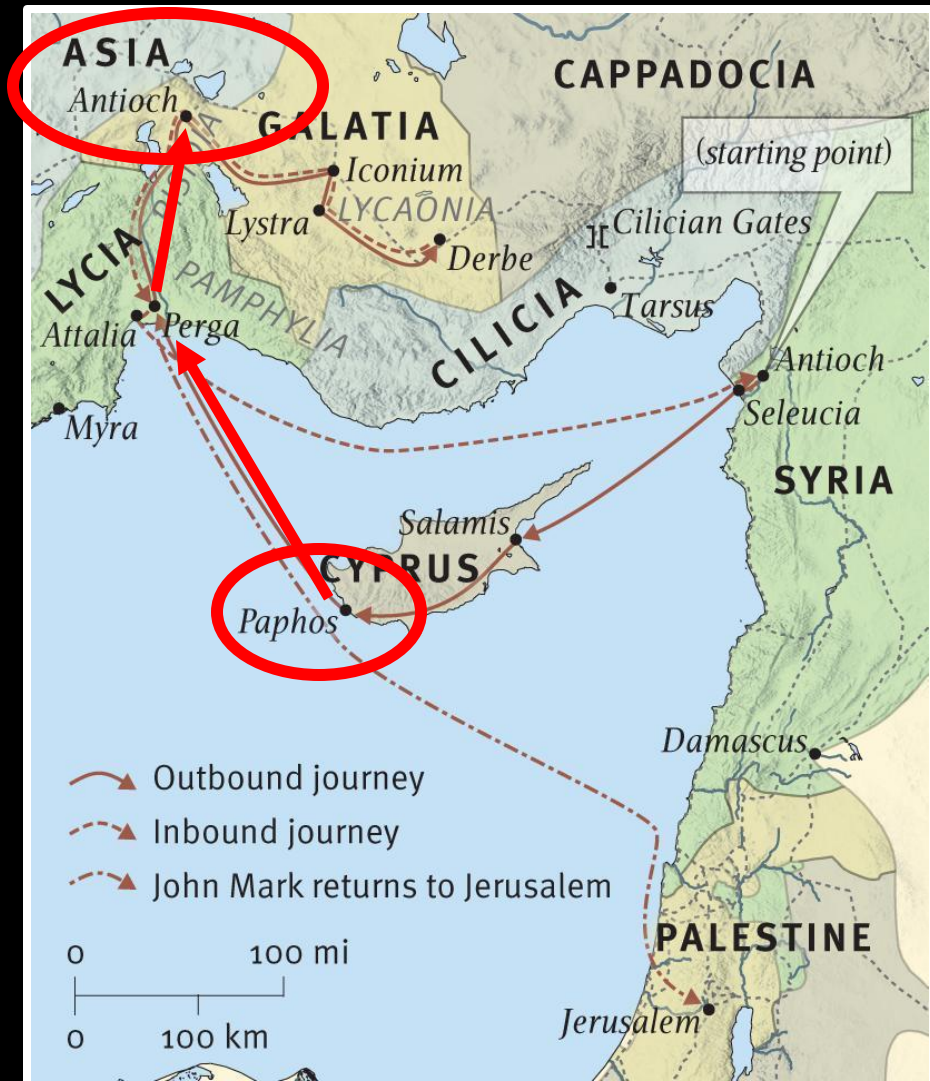 ASIA
CAPPADOCIA
Antioch
GALATIA
PISIDIA
(starting point)
Iconium
LYCAONIA
Lystra
Cilician Gates
Derbe
LYCIA
PAMPHYLIA
CILICIA
Tarsus
Attalia
Perga
Antioch
Seleucia
Myra
SYRIA
Salamis
CYPRUS
Paphos
Damascus
Outbound journey
Inbound journey
John Mark returns to Jerusalem
PALESTINE
0 100 mi
0 100 km
Jerusalem